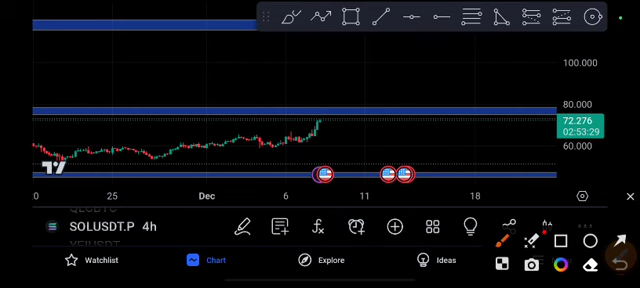 100.000
80.000
72.276
02:53:29
60.000
25
Dec
6
11
18
SOLUSDT.P 4h
Watchlist
Chart
Explore
Ideas